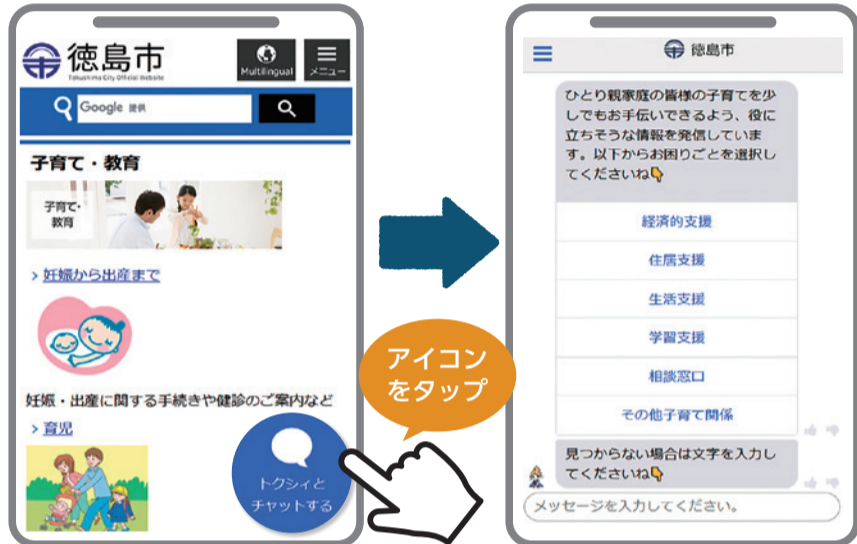 徳島市
Tokushima City Official Website
Multilingual
メニュー
Google 提供
子育て・教育
子育て・
教育
> 妊娠から出産まで
妊娠・出産に関する手続きや健診のご案内など
> 育児
トクシィと
チャットする
アイコン
をタップ
徳島市
ひとり親家庭の皆様の子育てを少
しでもお手伝いできるよう、役に
立ちそうな情報を発信していま
す。以下からお困りごとを選択し
てくださいね👇
経済的支援
住居支援
生活支援
学習支援
相談窓口
その他子育て関係
見つからない場合は文字を入力し
てくださいね👇
メッセージを入力してください。